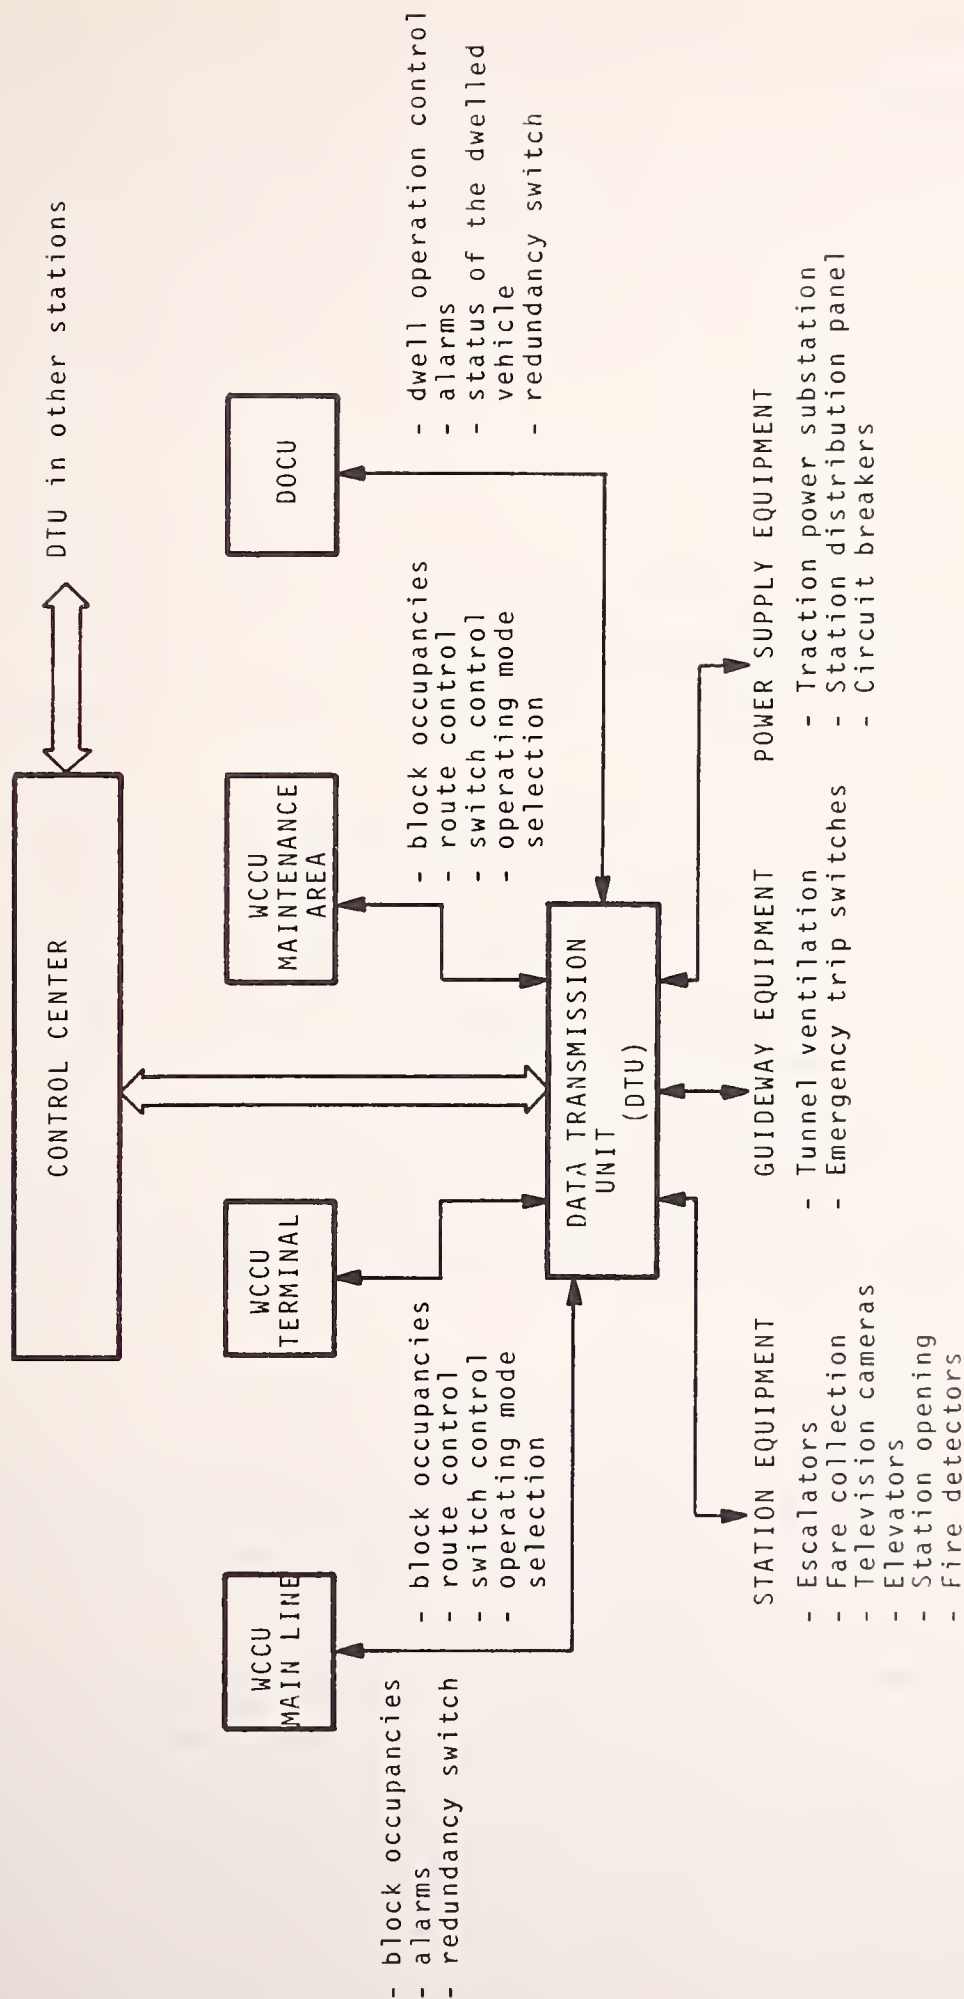 CONTROL CENTER
DTU in other stations
WCCU
MAIN LINE
WCCU
TERMINAL
WCCU
MAINTENANCE
AREA
DOCU
- block occupancies
- alarms
- redundancy switch
- block occupancies
- route control
- switch control
- operating mode
selection
- block occupancies
- route control
- switch control
- operating mode
selection
- dwell operation control
- alarms
- status of the dwelled
vehicle
- redundancy switch
DATA TRANSMISSION
UNIT
(DTU)
STATION EQUIPMENT
- Escalators
- Fare collection
- Television cameras
- Elevators
- Station opening
- Fire detectors
GUIDEWAY EQUIPMENT
- Tunnel ventilation
- Emergency trip switches
POWER SUPPLY EQUIPMENT
- Traction power substation
- Station distribution panel
- Circuit breakers